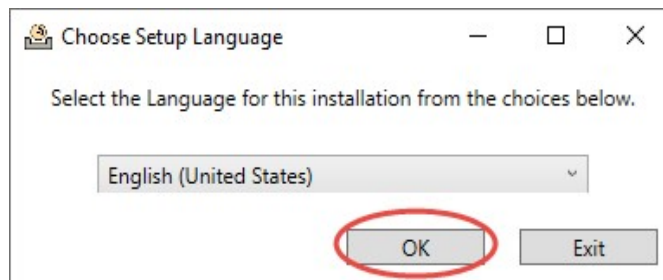 Choose Setup Language
Select the Language for this installation from the choices below.
English (United States)
OK Exit